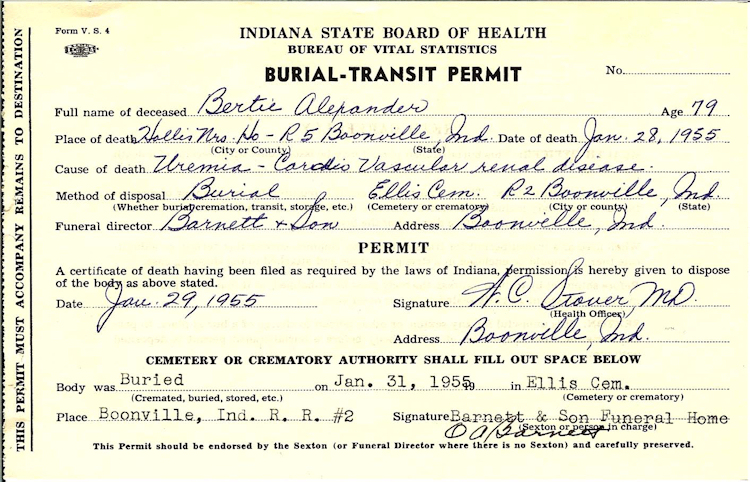 Form V. S. 4
INDIANA STATE BOARD OF HEALTH
BUREAU OF VITAL STATISTICS
BURIAL-TRANSIT PERMIT
No.
Full name of deceased Bertie Alexander Age 79
Place of death Hollis Nrs. Ho - R 5 Boonville, Ind. Date of death Jan. 28, 1955
(City or County) (State)
Cause of death Uremia - Cardio Vascular renal disease.
Method of disposal Burial Ellis Cem. R 2 Boonville, Ind.
(Whether burial, cremation, transit, storage, etc.) (Cemetery or crematory) (City or county) (State)
Funeral director Barnett + Son Address Boonville, Ind.
PERMIT
A certificate of death having been filed as required by the laws of Indiana, permission is hereby given to dispose
of the body as above stated.
Date Jan. 29, 1955 Signature W. C. Stover, MD.
(Health Officer)
Address Boonville, Ind.
CEMETERY OR CREMATORY AUTHORITY SHALL FILL OUT SPACE BELOW
Body was Buried on Jan. 31, 1955 19 in Ellis Cem.
(Cremated, buried, stored, etc.) (Cemetery or crematory)
Place Boonville, Ind. R. R. #2 Signature Barnett & Son Funeral Home
(Sexton or person in charge)
O A Barnett
This Permit should be endorsed by the Sexton (or Funeral Director where there is no Sexton) and carefully preserved.
THIS PERMIT MUST ACCOMPANY REMAINS TO DESTINATION